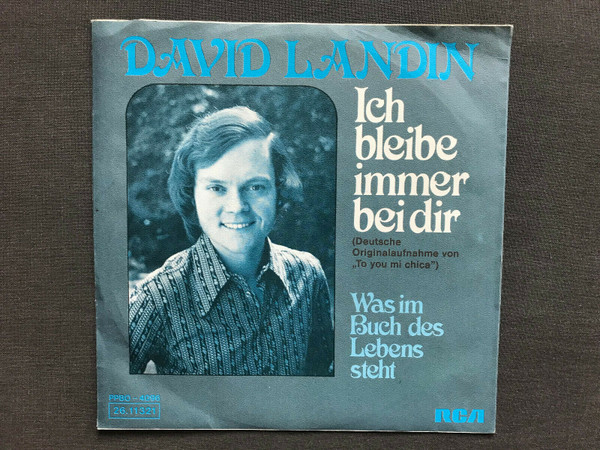 DAVID LANDIN
Ich
bleibe
immer
bei dir
(Deutsche
Originalaufnahme von
„To you mi chica")
Was im
Buch des
Lebens
steht
PPBO-4066
26.11321
RCA